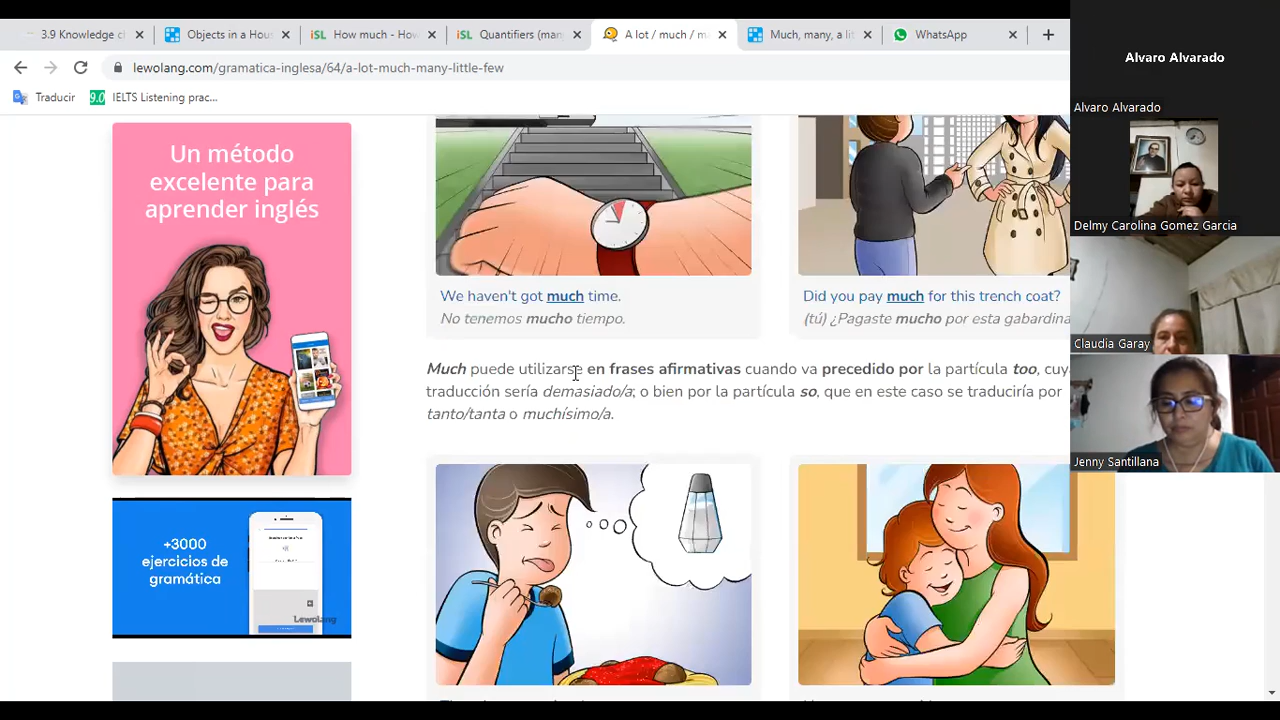 3.9 Knowledge c
Objects in a Hou
How much - How
Quantifiers (man
A lot / much / m
Much, many, a li
WhatsApp
lewolang.com/gramatica-inglesa/64/a-lot-much-many-little-few
Traducir
9.0
IELTS Listening prac...
Un método
excelente para
aprender inglés
+3000
ejercicios de
gramática
Lewolang
We haven't got much time.
No tenemos mucho tiempo.
Did you pay much for this trench coat?
(tú) ¿Pagaste mucho por esta gabardina
Much puede utilizarse en frases afirmativas cuando va precedido por la partícula too, cuy
traducción sería demasiado/a; o bien por la partícula so, que en este caso se traduciría por
tanto/tanta o muchísimo/a.
Alvaro Alvarado
Alvaro Alvarado
Delmy Carolina Gomez Garcia
Claudia Garay
Jenny Santillana